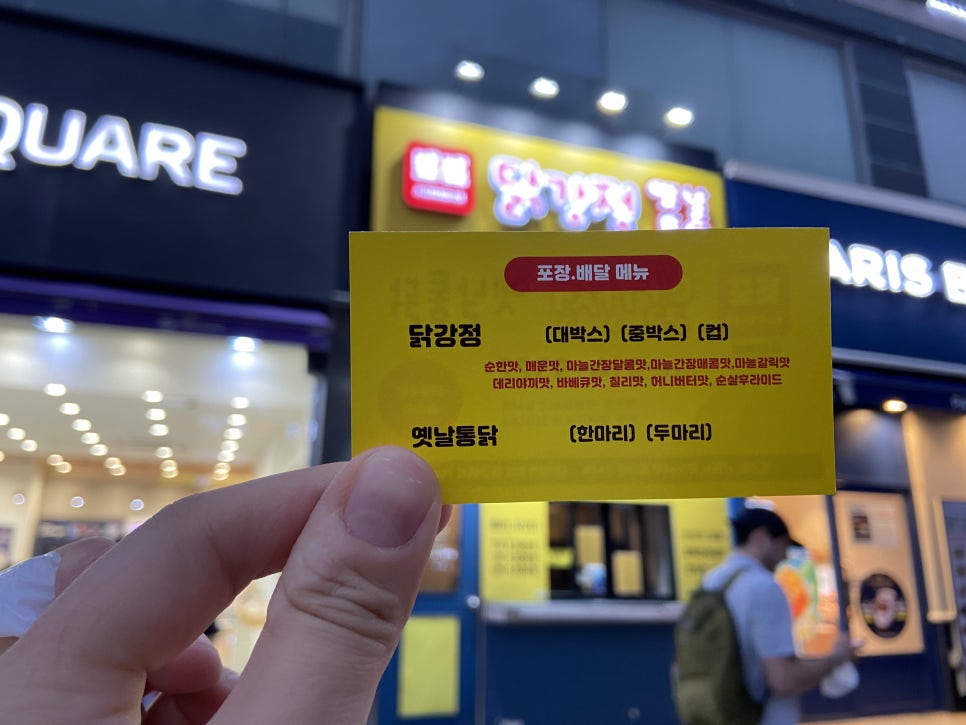 QUARE
닭강정
ARIS B
포장.배달 메뉴
닭강정 (대박스) (중박스) (컵)
순한맛, 매운맛, 마늘간장달콤맛,마늘간장매콤맛,마늘갈릭맛
데리야끼맛, 바베큐맛, 칠리맛, 허니버터맛, 순살후라이드
옛날통닭 (한마리) (두마리)